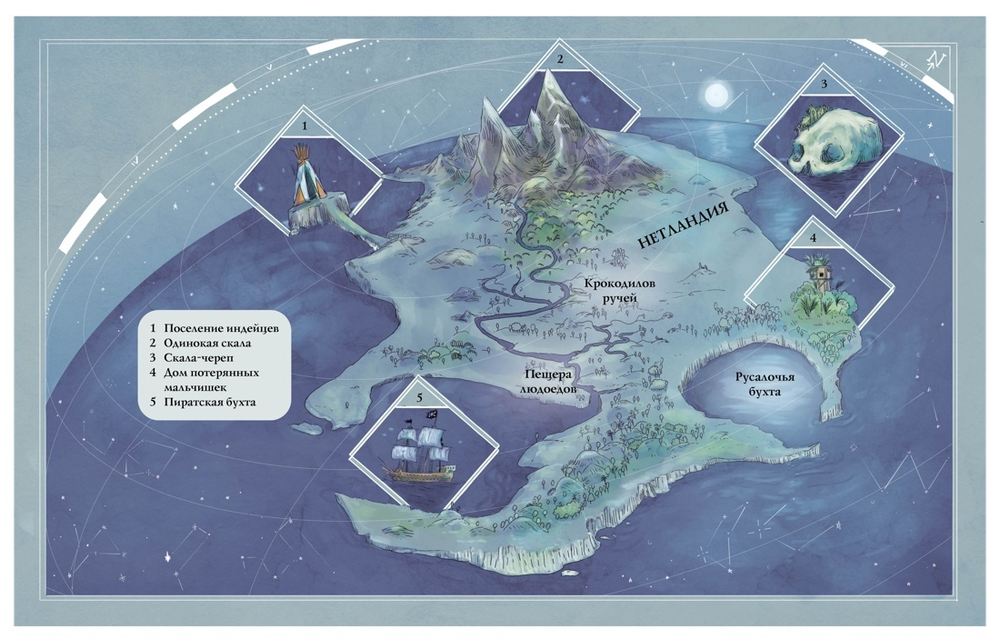 2
N
3
1
НЕТЛАНДИЯ
4
Крокодилов
ручей
1 Поселение индейцев
2 Одинокая скала
3 Скала-череп
4 Дом потерянных
мальчишек
5 Пиратская бухта
Пещера
людоедов
Русалочья
бухта
5